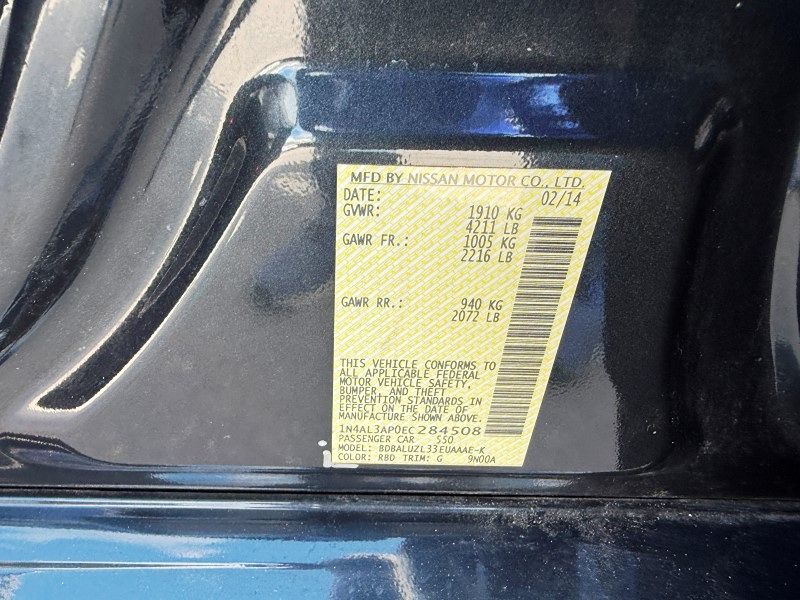 MFD BY NISSAN MOTOR CO., LTD.
DATE: 02/14
GVWR: 1910 KG
4211 LB
GAWR FR.: 1005 KG
2216 LB
GAWR RR.: 940 KG
2072 LB
THIS VEHICLE CONFORMS TO
ALL APPLICABLE FEDERAL
MOTOR VEHICLE SAFETY,
BUMPER, AND THEFT
PREVENTION STANDARDS IN
EFFECT ON THE DATE OF
MANUFACTURE SHOWN ABOVE.
1N4AL3AP0EC284508
PASSENGER CAR 550
MODEL: BDBALUZL33EUAAAE-K
COLOR: RBD TRIM: G 9N00A